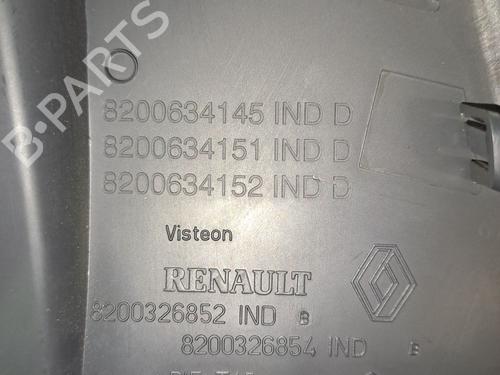 B-PARTS
8200634145 IND D
8200634151 IND D
8200634152 IND D
Visteon
RENAULT
8200326852 IND B
8200326854 IND B